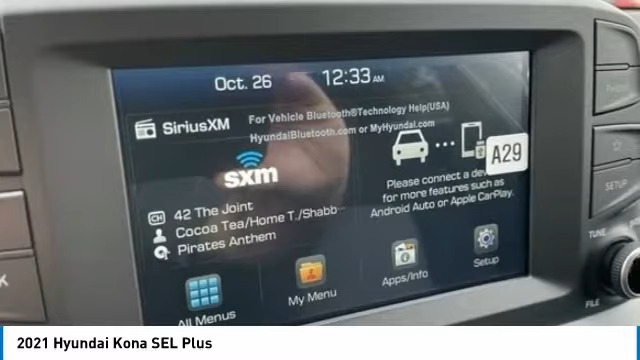 Oct. 26 12:33 AM
SiriusXM
For Vehicle Bluetooth®Technology Help(USA)
HyundaiBluetooth.com or MyHyundai.com
sxm
A29
CH 42 The Joint
Cocoa Tea/Home T./Shabb
Pirates Anthem
Please connect a
for more features such as
Android Auto or Apple CarPlay.
All Menus
My Menu
Apps/Info
Setup
SETUP
TUNE
FILE
2021 Hyundai Kona SEL Plus